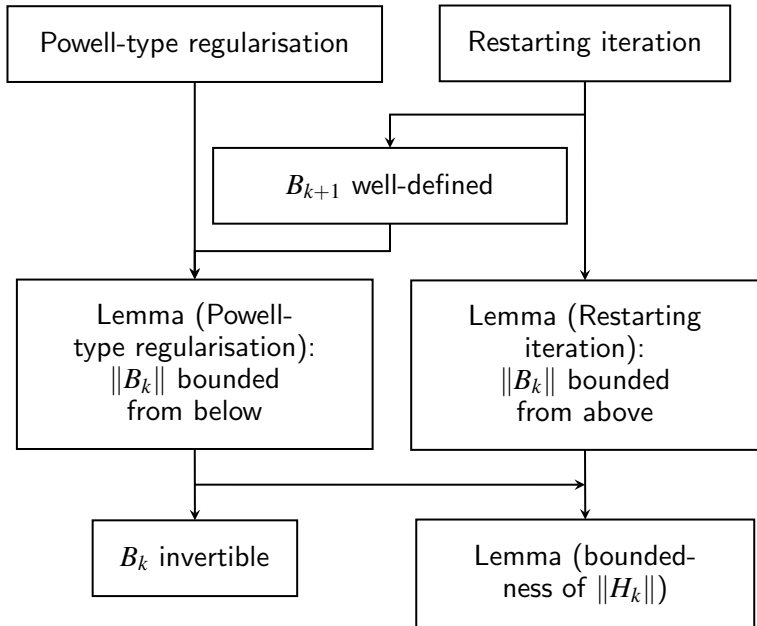 Powell-type regularisation
Restarting iteration
B_{k+1} well-defined
Lemma (Powell-
type regularisation):
‖B_k‖ bounded
from below
Lemma (Restarting
iteration):
‖B_k‖ bounded
from above
B_k invertible
Lemma (bounded-
ness of ‖H_k‖)